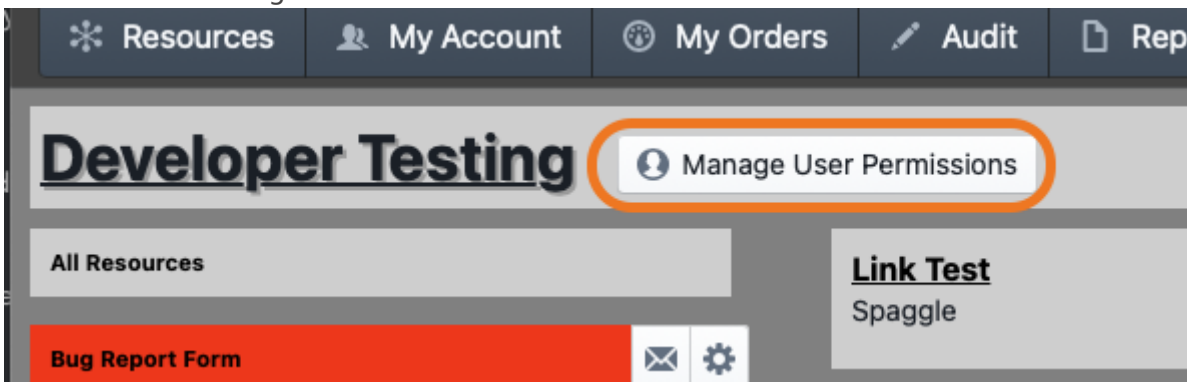 Resources My Account My Orders Audit Rep
Developer Testing Manage User Permissions
All Resources
Link Test
Spaggle
Bug Report Form